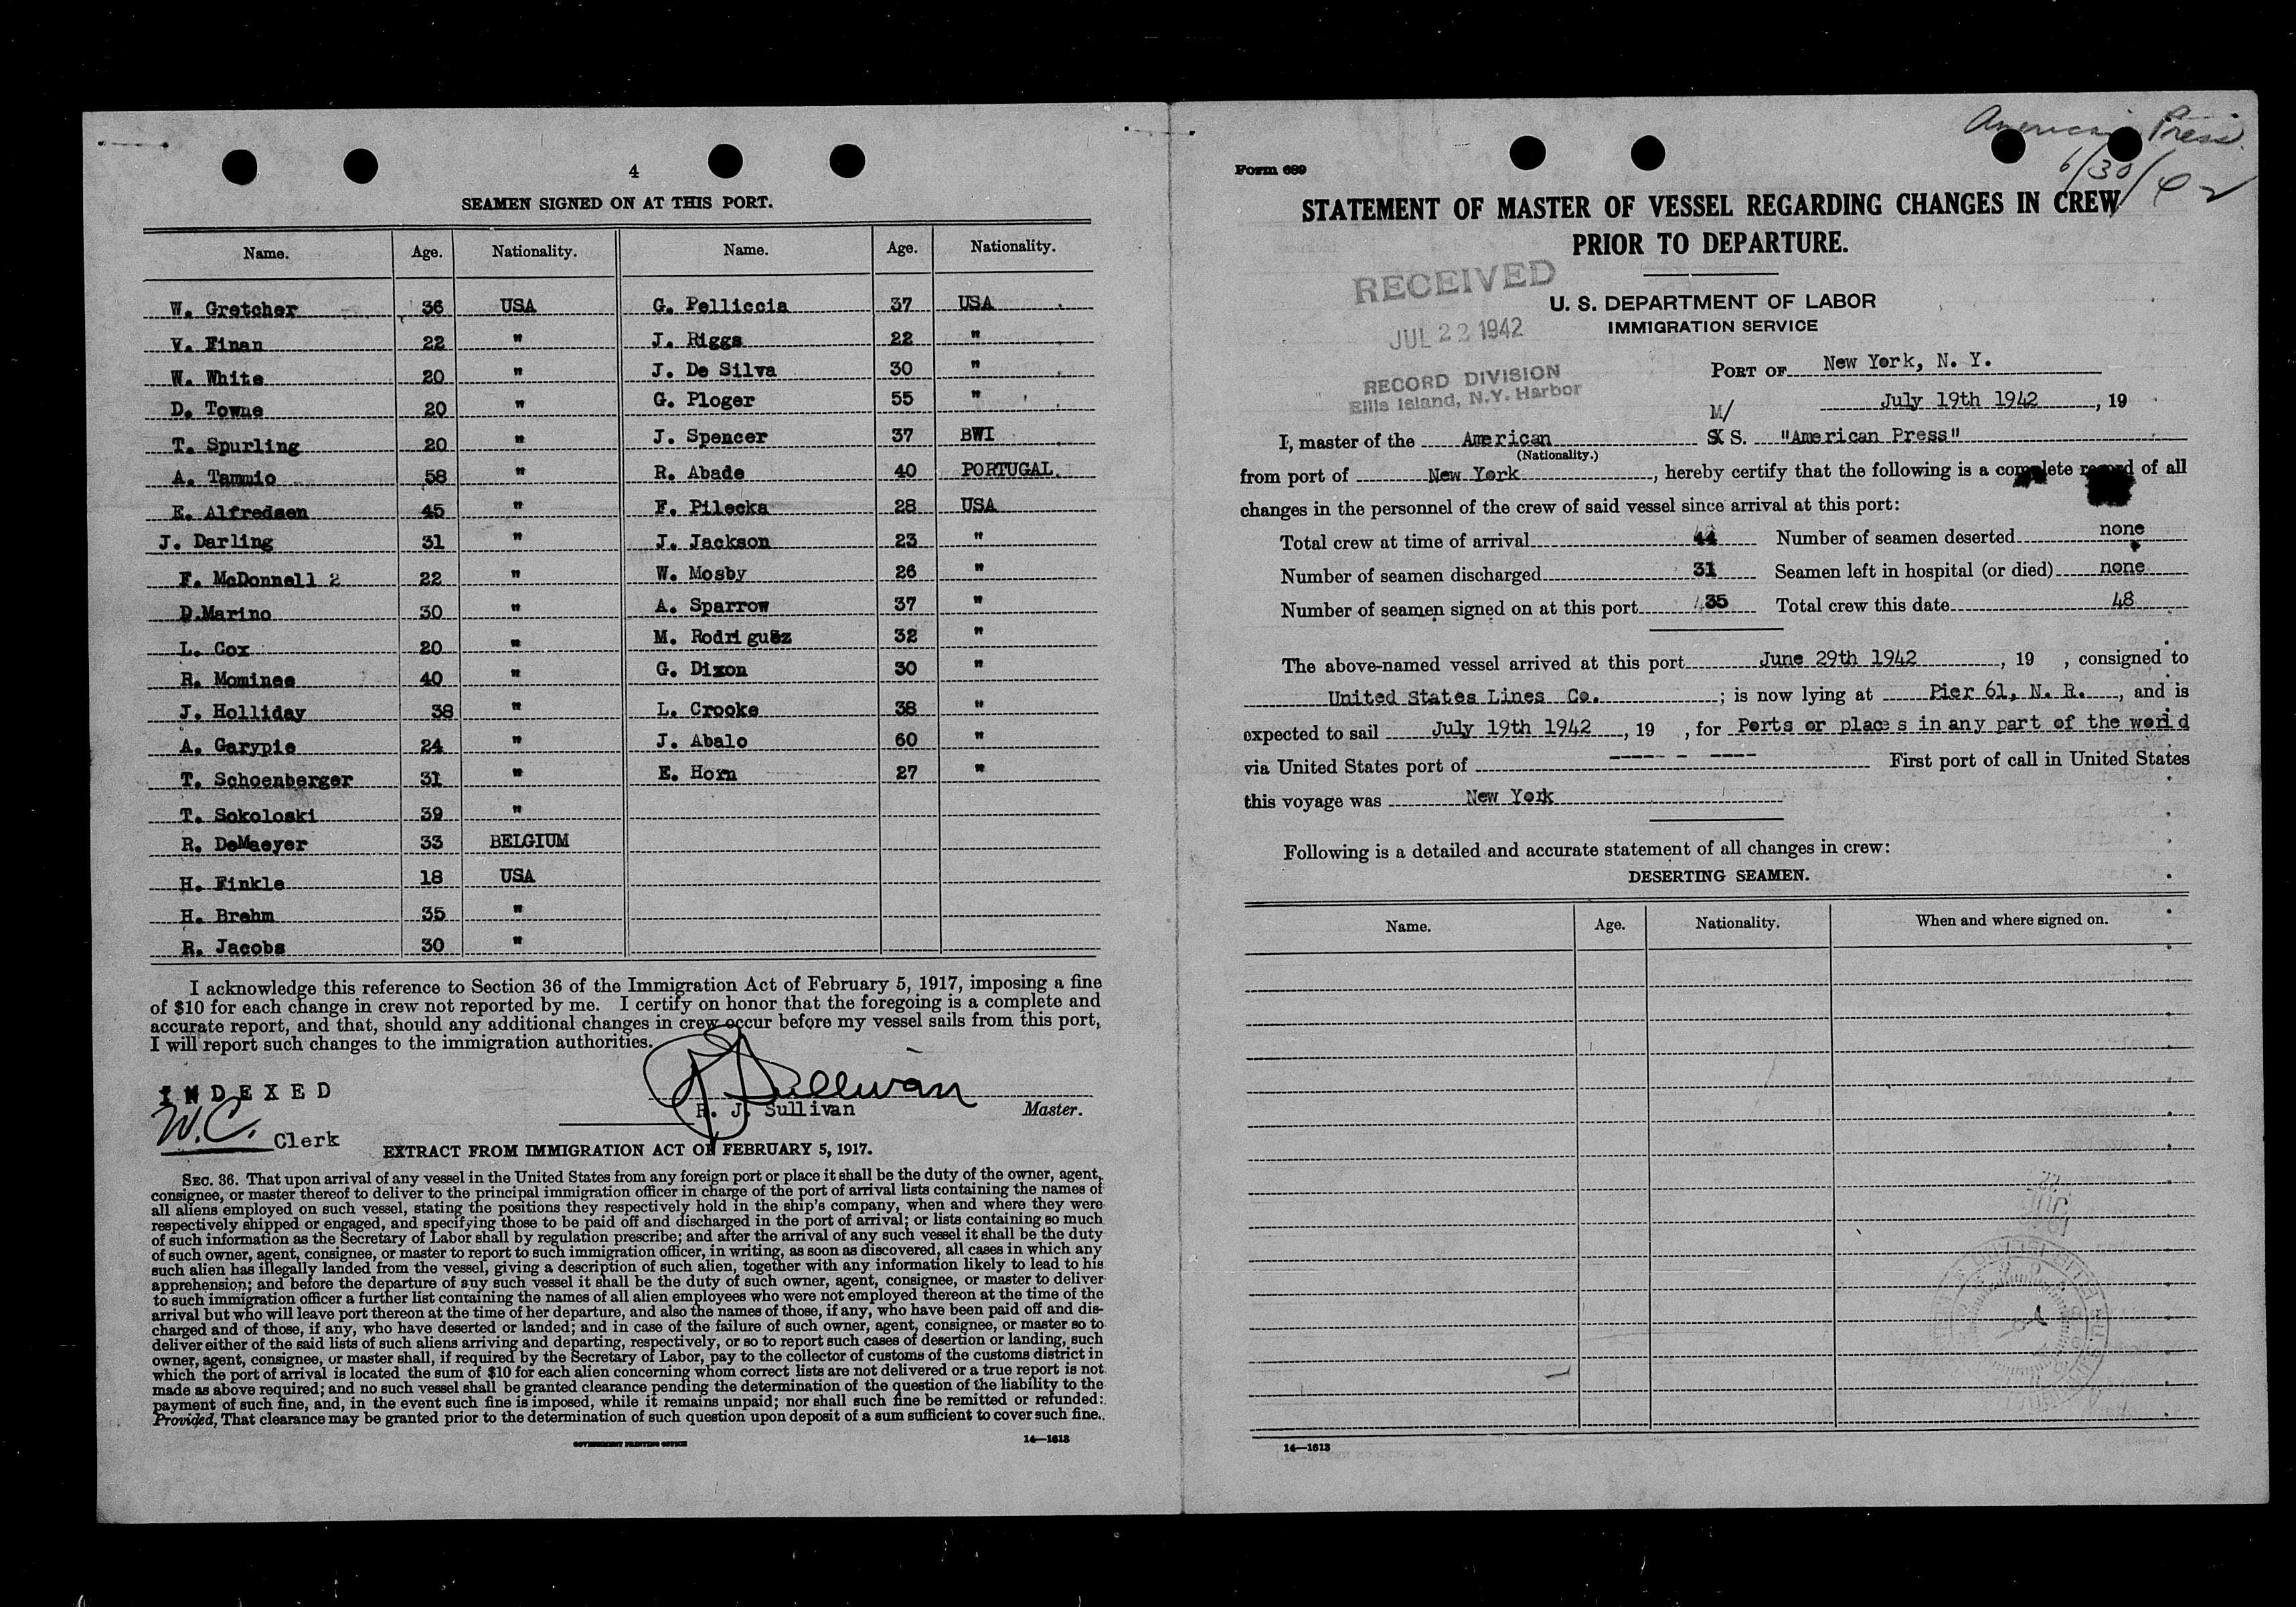 4
SEAMEN SIGNED ON AT THIS PORT.
Name. Age. Nationality. Name. Age. Nationality.
W. Gretcher 36 USA G. Pelliccia 37 USA
V. Finan 22 " J. Riggs 22 "
W. White 20 " J. De Silva 30 "
D. Towne 20 " G. Ploger 55 "
T. Spurling 20 " J. Spencer 37 BWI
A. Tammio 58 " R. Abade 40 PORTUGAL.
E. Alfredsen 45 " F. Pilecka 28 USA
J. Darling 31 " J. Jackson 23 "
F. McDonnell 2 22 " W. Mosby 26 "
D.Marino 30 " A. Sparrow 37 "
L. Cox 20 " M. Rodriguez 32 "
R. Mominee 40 " G. Dixon 30 "
J. Holliday 38 " L. Crooke 38 "
A. Garypie 24 " J. Abalo 60 "
T. Schoenberger 31 " E. Horn 27 "
T. Sokoloski 39 "
R. DeMaeyer 33 BELGIUM
H. Finkle 18 USA
H. Brehm 35 "
R. Jacobs 30 "
I acknowledge this reference to Section 36 of the Immigration Act of February 5, 1917, imposing a fine
of $10 for each change in crew not reported by me. I certify on honor that the foregoing is a complete and
accurate report, and that, should any additional changes in crew occur before my vessel sails from this port,
I will report such changes to the immigration authorities.
INDEXED
R J Sullivan
R. J. Sullivan Master.
W.C. Clerk
EXTRACT FROM IMMIGRATION ACT OF FEBRUARY 5, 1917.
SEC. 36. That upon arrival of any vessel in the United States from any foreign port or place it shall be the duty of the owner, agent,
consignee, or master thereof to deliver to the principal immigration officer in charge of the port of arrival lists containing the names of
all aliens employed on such vessel, stating the positions they respectively hold in the ship's company, when and where they were
respectively shipped or engaged, and specifying those to be paid off and discharged in the port of arrival; or lists containing so much
of such information as the Secretary of Labor shall by regulation prescribe; and after the arrival of any such vessel it shall be the duty
of such owner, agent, consignee, or master to report to such immigration officer, in writing, as soon as discovered, all cases in which any
such alien has illegally landed from the vessel, giving a description of such alien, together with any information likely to lead to his
apprehension; and before the departure of any such vessel it shall be the duty of such owner, agent, consignee, or master to deliver
to such immigration officer a further list containing the names of all alien employees who were not employed thereon at the time of the
arrival but who will leave port thereon at the time of her departure, and also the names of those, if any, who have been paid off and dis-
charged and of those, if any, who have deserted or landed; and in case of the failure of such owner, agent, consignee, or master so to
deliver either of the said lists of such aliens arriving and departing, respectively, or so to report such cases of desertion or landing, such
owner, agent, consignee, or master shall, if required by the Secretary of Labor, pay to the collector of customs of the customs district in
which the port of arrival is located the sum of $10 for each alien concerning whom correct lists are not delivered or a true report is not
made as above required; and no such vessel shall be granted clearance pending the determination of the question of the liability to the
payment of such fine, and, in the event such fine is imposed, while it remains unpaid; nor shall such fine be remitted or refunded:
Provided, That clearance may be granted prior to the determination of such question upon deposit of a sum sufficient to cover such fine.
GOVERNMENT PRINTING OFFICE 14—1613
American Press
6/30/42
Form 689
STATEMENT OF MASTER OF VESSEL REGARDING CHANGES IN CREW
PRIOR TO DEPARTURE.
RECEIVED
JUL 22 1942
RECORD DIVISION
Ellis Island, N.Y. Harbor
U. S. DEPARTMENT OF LABOR
IMMIGRATION SERVICE
PORT OF New York, N. Y.
July 19th 1942, 19
I, master of the American M/ S. "American Press"
(Nationality.)
from port of New York, hereby certify that the following is a complete record of all
changes in the personnel of the crew of said vessel since arrival at this port:
Total crew at time of arrival 44 Number of seamen deserted none
Number of seamen discharged 31 Seamen left in hospital (or died) none
Number of seamen signed on at this port 35 Total crew this date 48
The above-named vessel arrived at this port June 29th 1942, 19 , consigned to
United States Lines Co. ; is now lying at Pier 61, N. R. , and is
expected to sail July 19th 1942, 19 , for Ports or places in any part of the world
via United States port of ----- - ---- First port of call in United States
this voyage was New York
Following is a detailed and accurate statement of all changes in crew:
DESERTING SEAMEN.
Name. Age. Nationality. When and where signed on.
14—1613